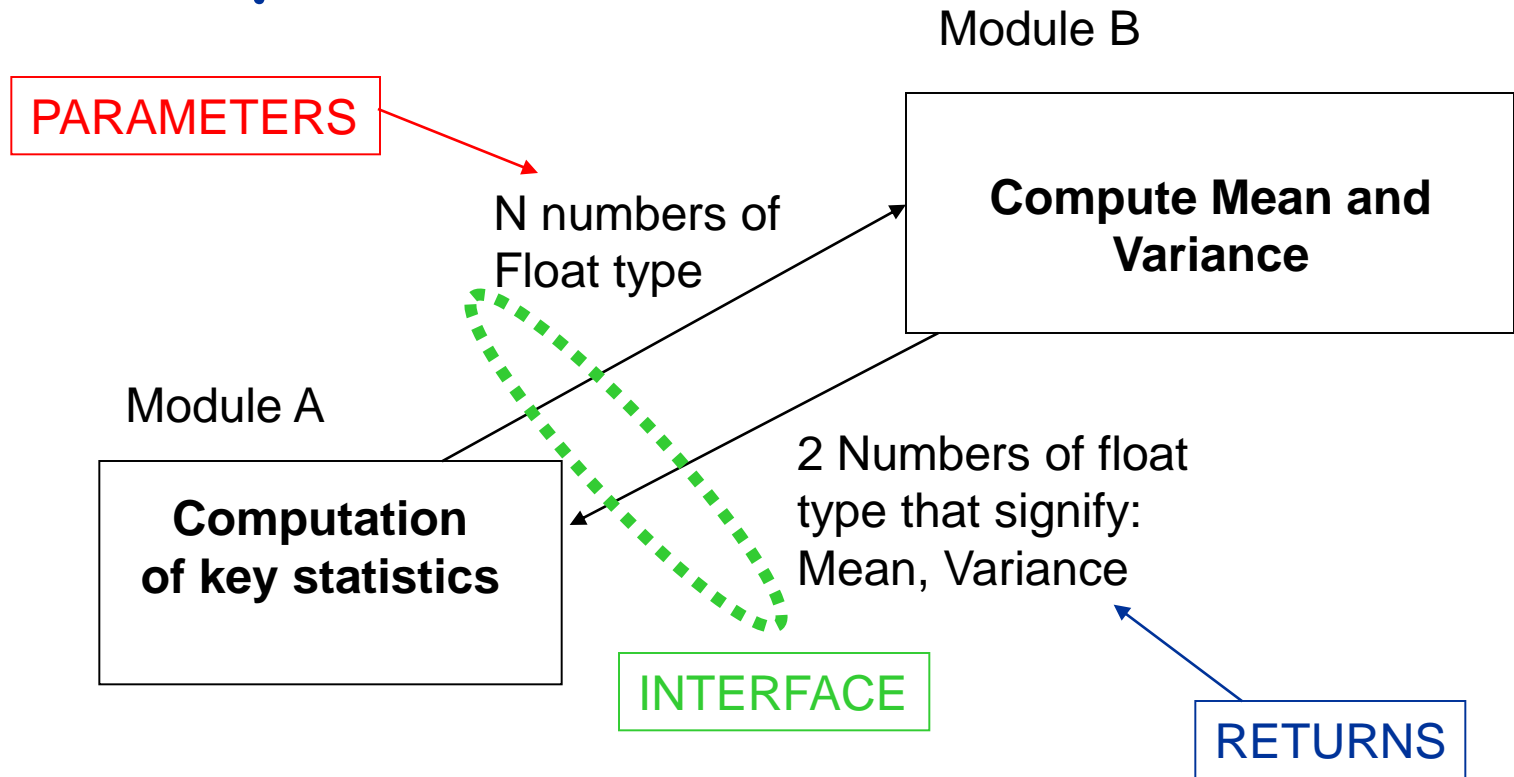 Module B
PARAMETERS
N numbers of
Float type
Compute Mean and
Variance
Module A
Computation
of key statistics
2 Numbers of float
type that signify:
Mean, Variance
INTERFACE
RETURNS